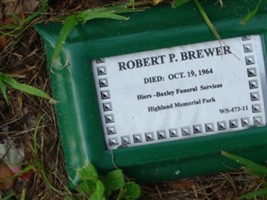 ROBERT P. BREWER
DIED: OCT. 19, 1964
Hiers -Baxley Funeral Services
Highland Memorial Park
WS-473-11